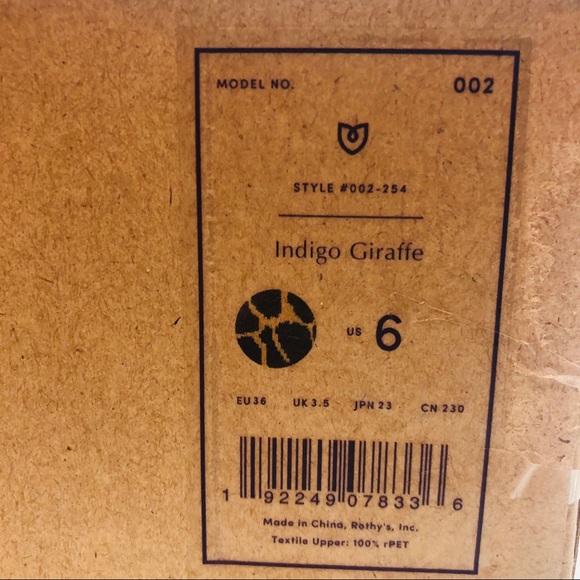 MODEL NO. 002
STYLE #002-254
Indigo Giraffe
US 6
EU 36 UK 3.5 JPN 23 CN 230
1 92249 07833 6
Made in China, Rothy's, Inc.
Textile Upper: 100% rPET